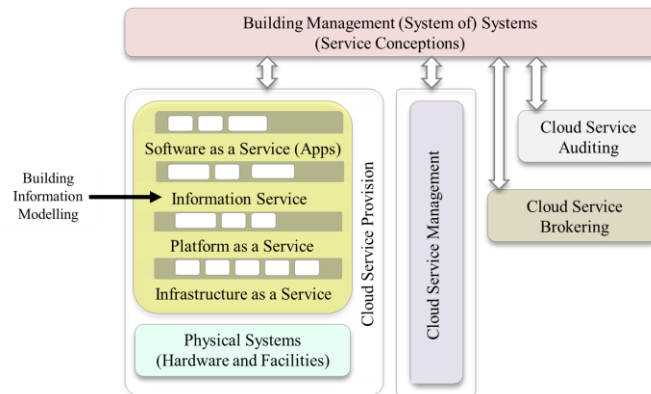 Building Management (System of) Systems
(Service Conceptions)
Software as a Service (Apps)
Information Service
Platform as a Service
Infrastructure as a Service
Building
Information
Modelling
Physical Systems
(Hardware and Facilities)
Cloud Service Provision
Cloud Service Management
Cloud Service
Auditing
Cloud Service
Brokering